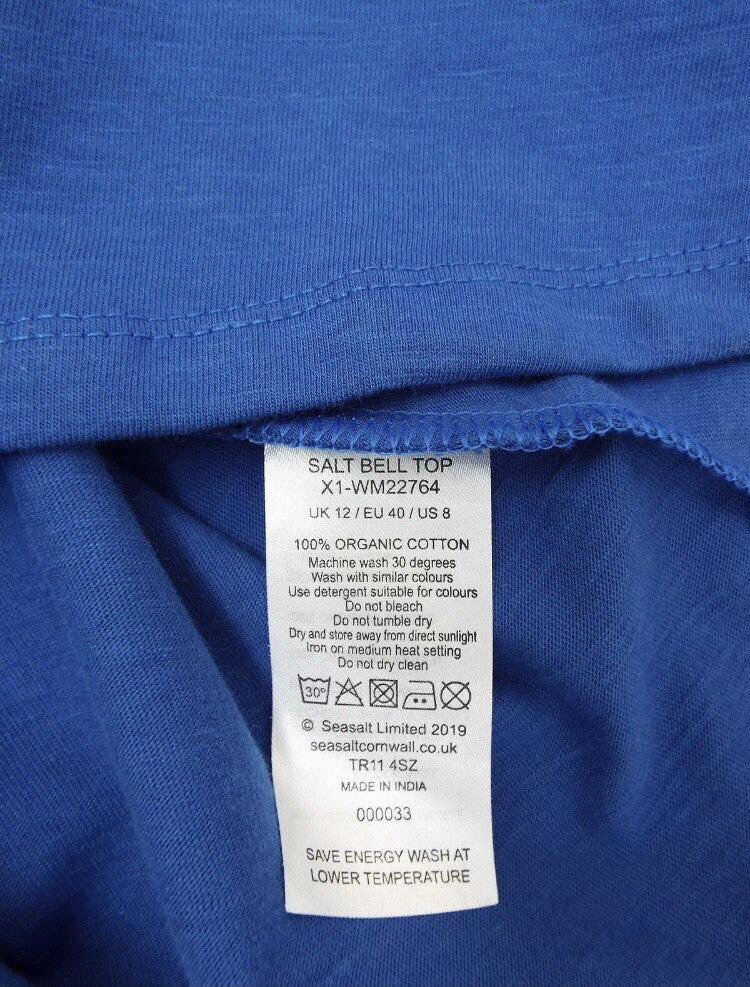 SALT BELL TOP
X1-WM22764
UK 12 / EU 40 / US 8
100% ORGANIC COTTON
Machine wash 30 degrees
Wash with similar colours
Use detergent suitable for colours
Do not bleach
Do not tumble dry
Dry and store away from direct sunlight
Iron on medium heat setting
Do not dry clean
30°
© Seasalt Limited 2019
seasaltcornwall.co.uk
TR11 4SZ
MADE IN INDIA
000033
SAVE ENERGY WASH AT
LOWER TEMPERATURE